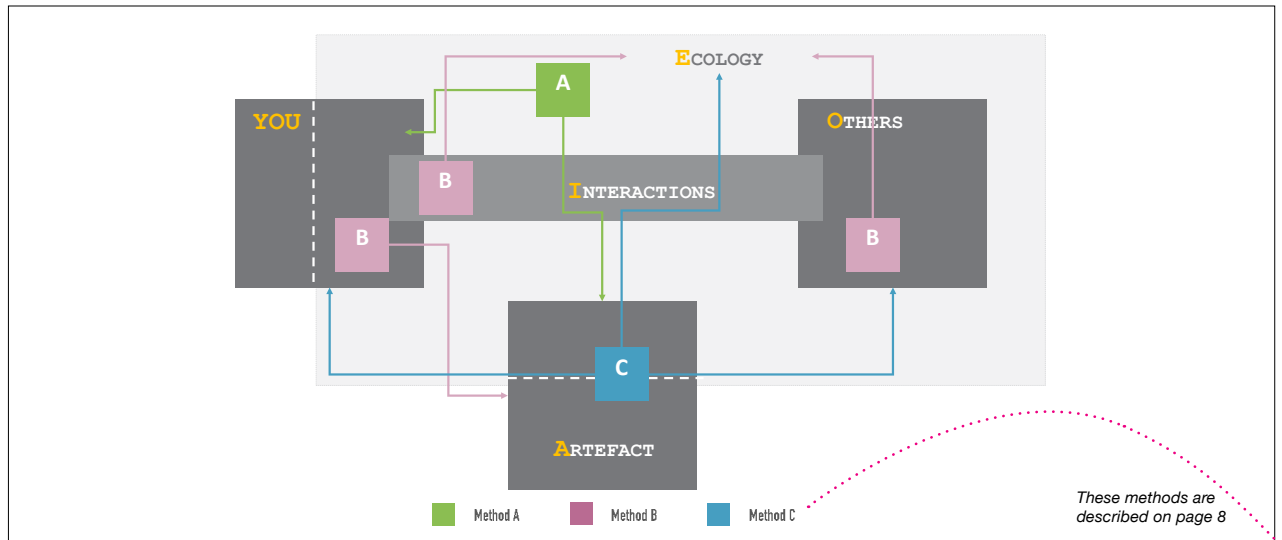 ECOLOGY
A
YOU
OTHERS
B
INTERACTIONS
B
B
C
ARTEFACT
Method A
Method B
Method C
These methods are
described on page 8